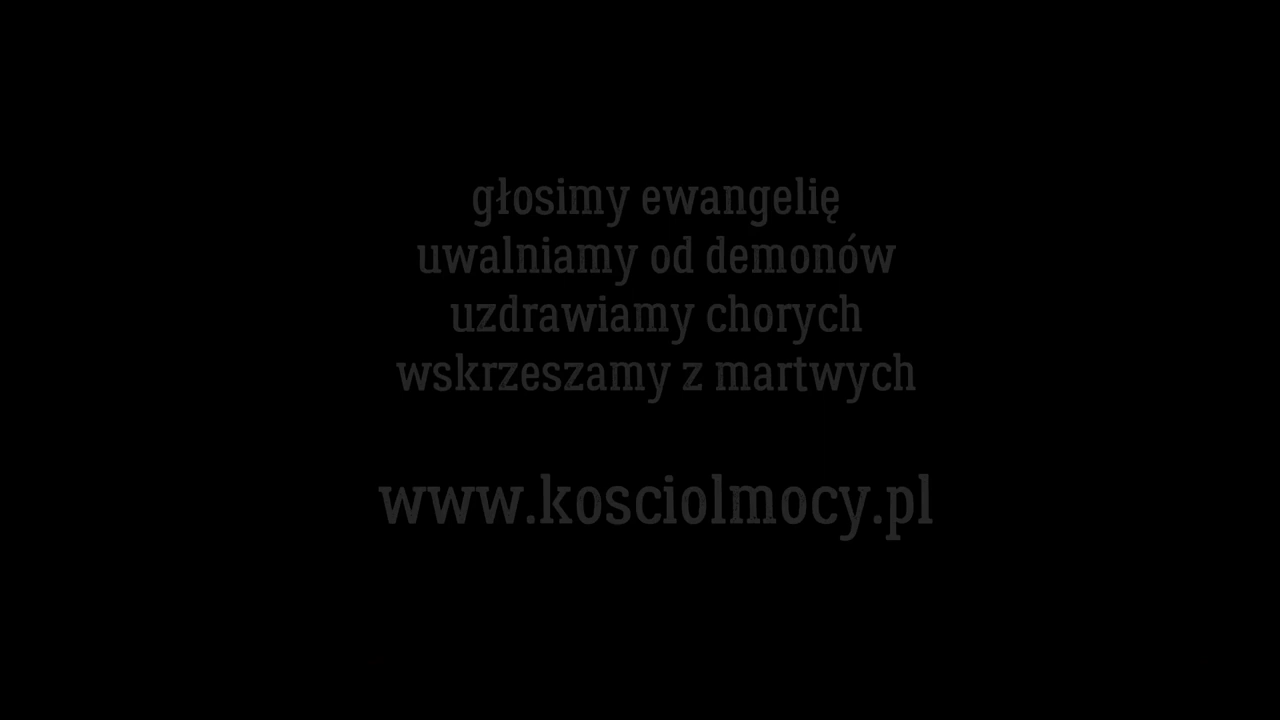 głosimy ewangelię
uwalniamy od demonów
uzdrawiamy chorych
wskrzeszamy z martwych
www.kosciolmocy.pl